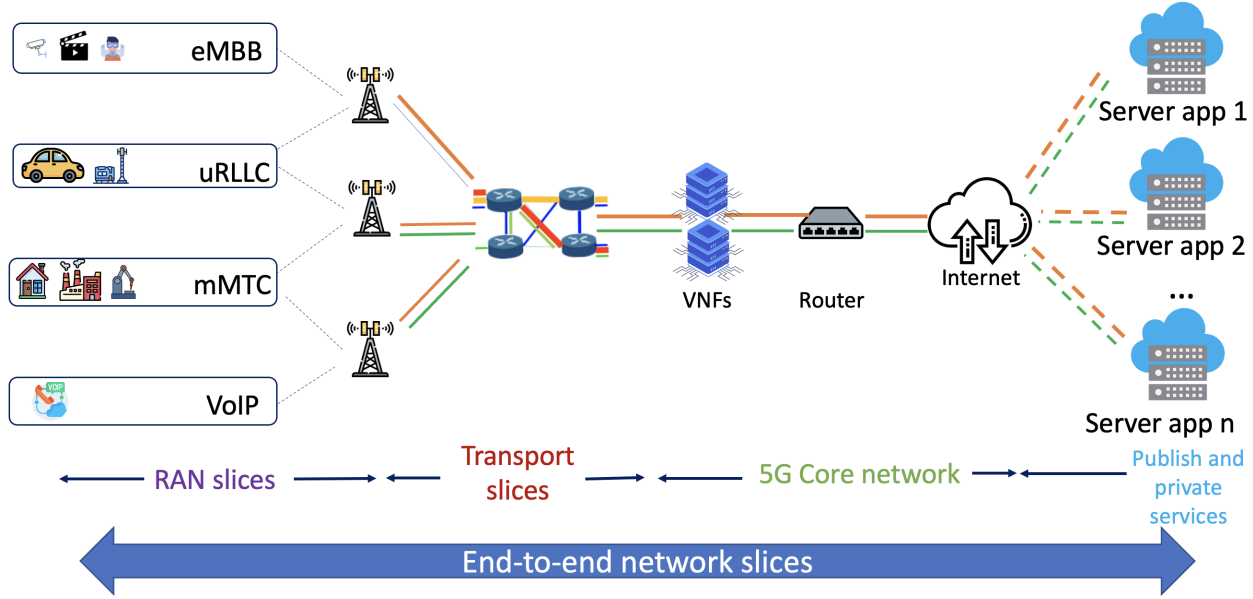 eMBB
uRLLC
mMTC
VOIP
VoIP
VNFs
Router
Internet
Server app 1
Server app 2
...
Server app n
RAN slices
Transport
slices
5G Core network
Publish and
private
services
End-to-end network slices